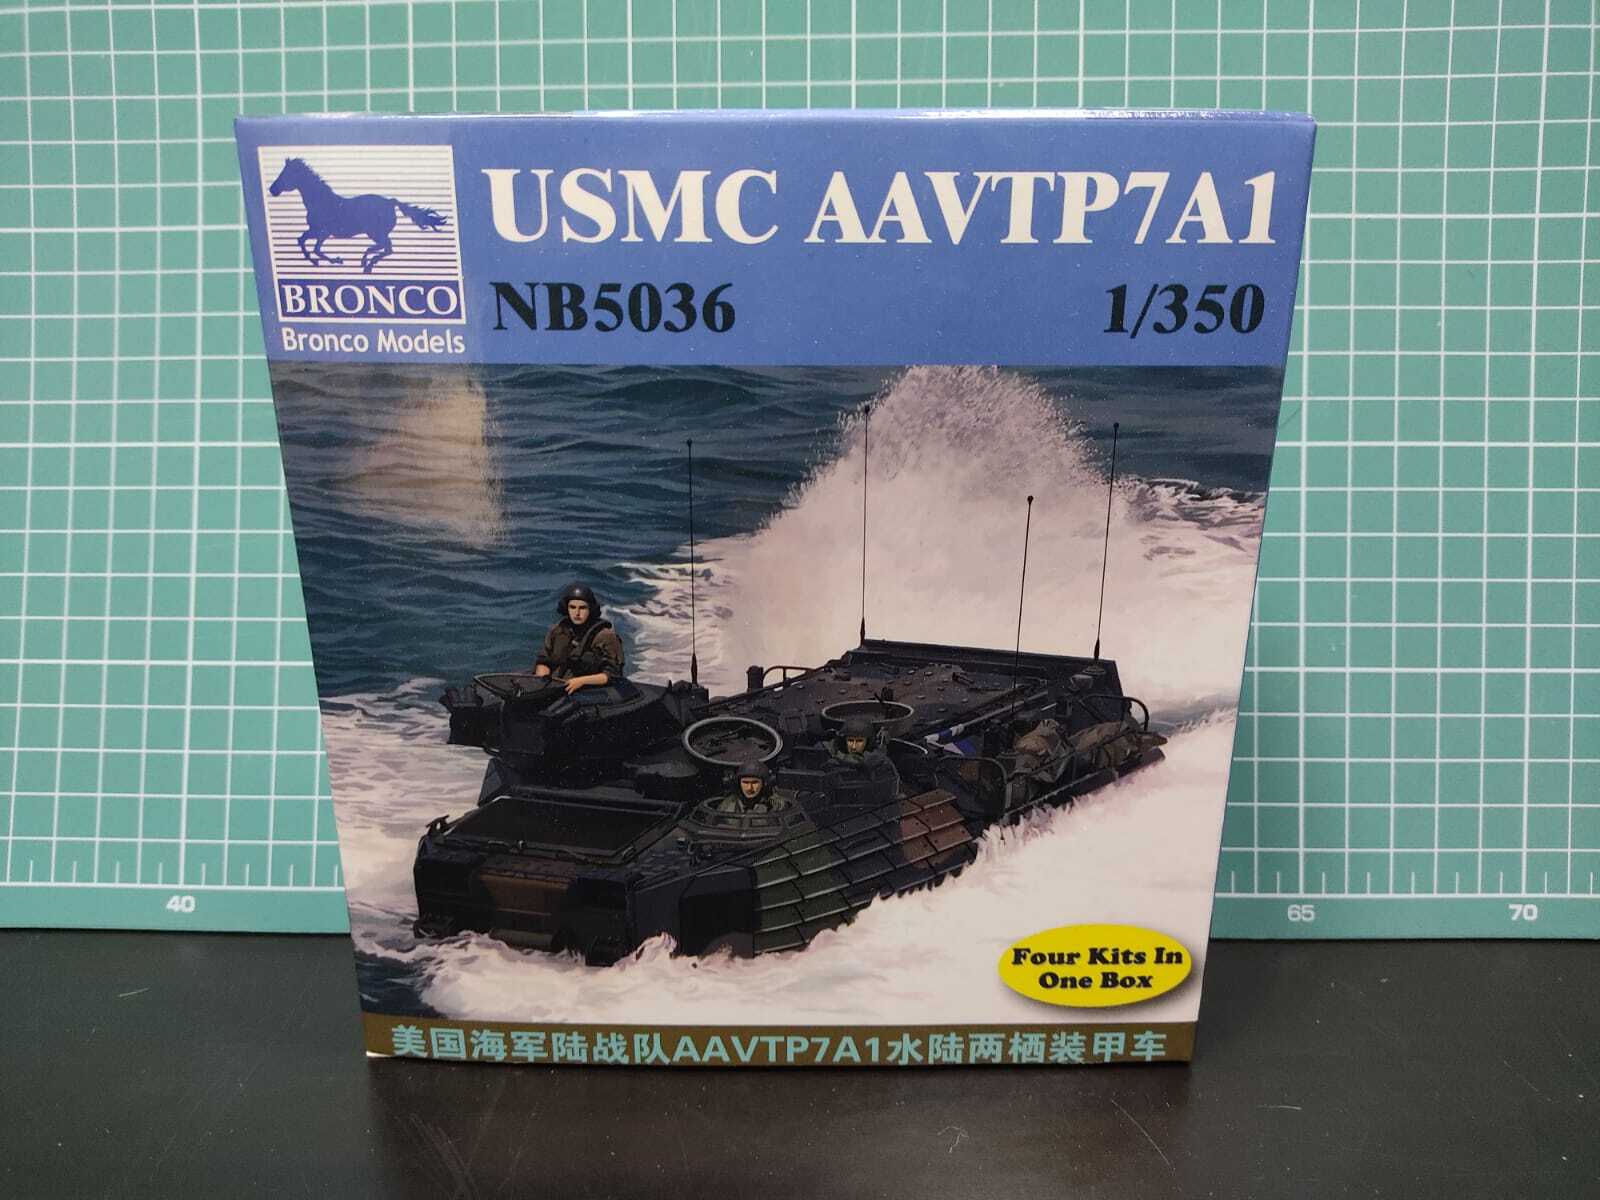 USMC AAVTP7A1
BRONCO
Bronco Models
NB5036
1/350
Four Kits In
One Box
美国海军陆战队AAVTP7A1水陆两栖装甲车
40
65
70